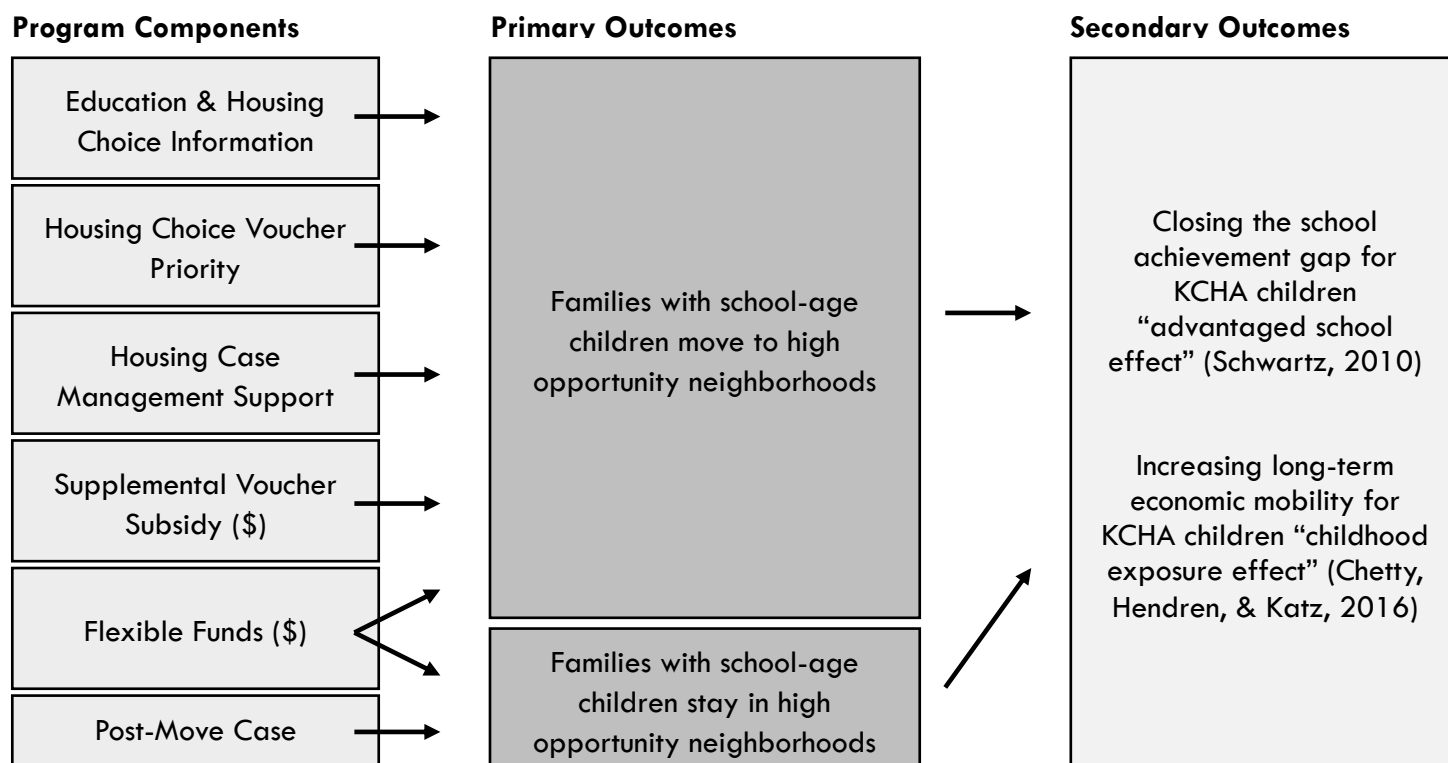 Program Components
Education & Housing
Choice Information
Housing Choice Voucher
Priority
Housing Case
Management Support
Supplemental Voucher
Subsidy ($)
Flexible Funds ($)
Post-Move Case
Primary Outcomes
Families with school-age
children move to high
opportunity neighborhoods
Families with school-age
children stay in high
opportunity neighborhoods
Secondary Outcomes
Closing the school
achievement gap for
KCHA children
“advantaged school
effect” (Schwartz, 2010)
Increasing long-term
economic mobility for
KCHA children “childhood
exposure effect” (Chetty,
Hendren, & Katz, 2016)